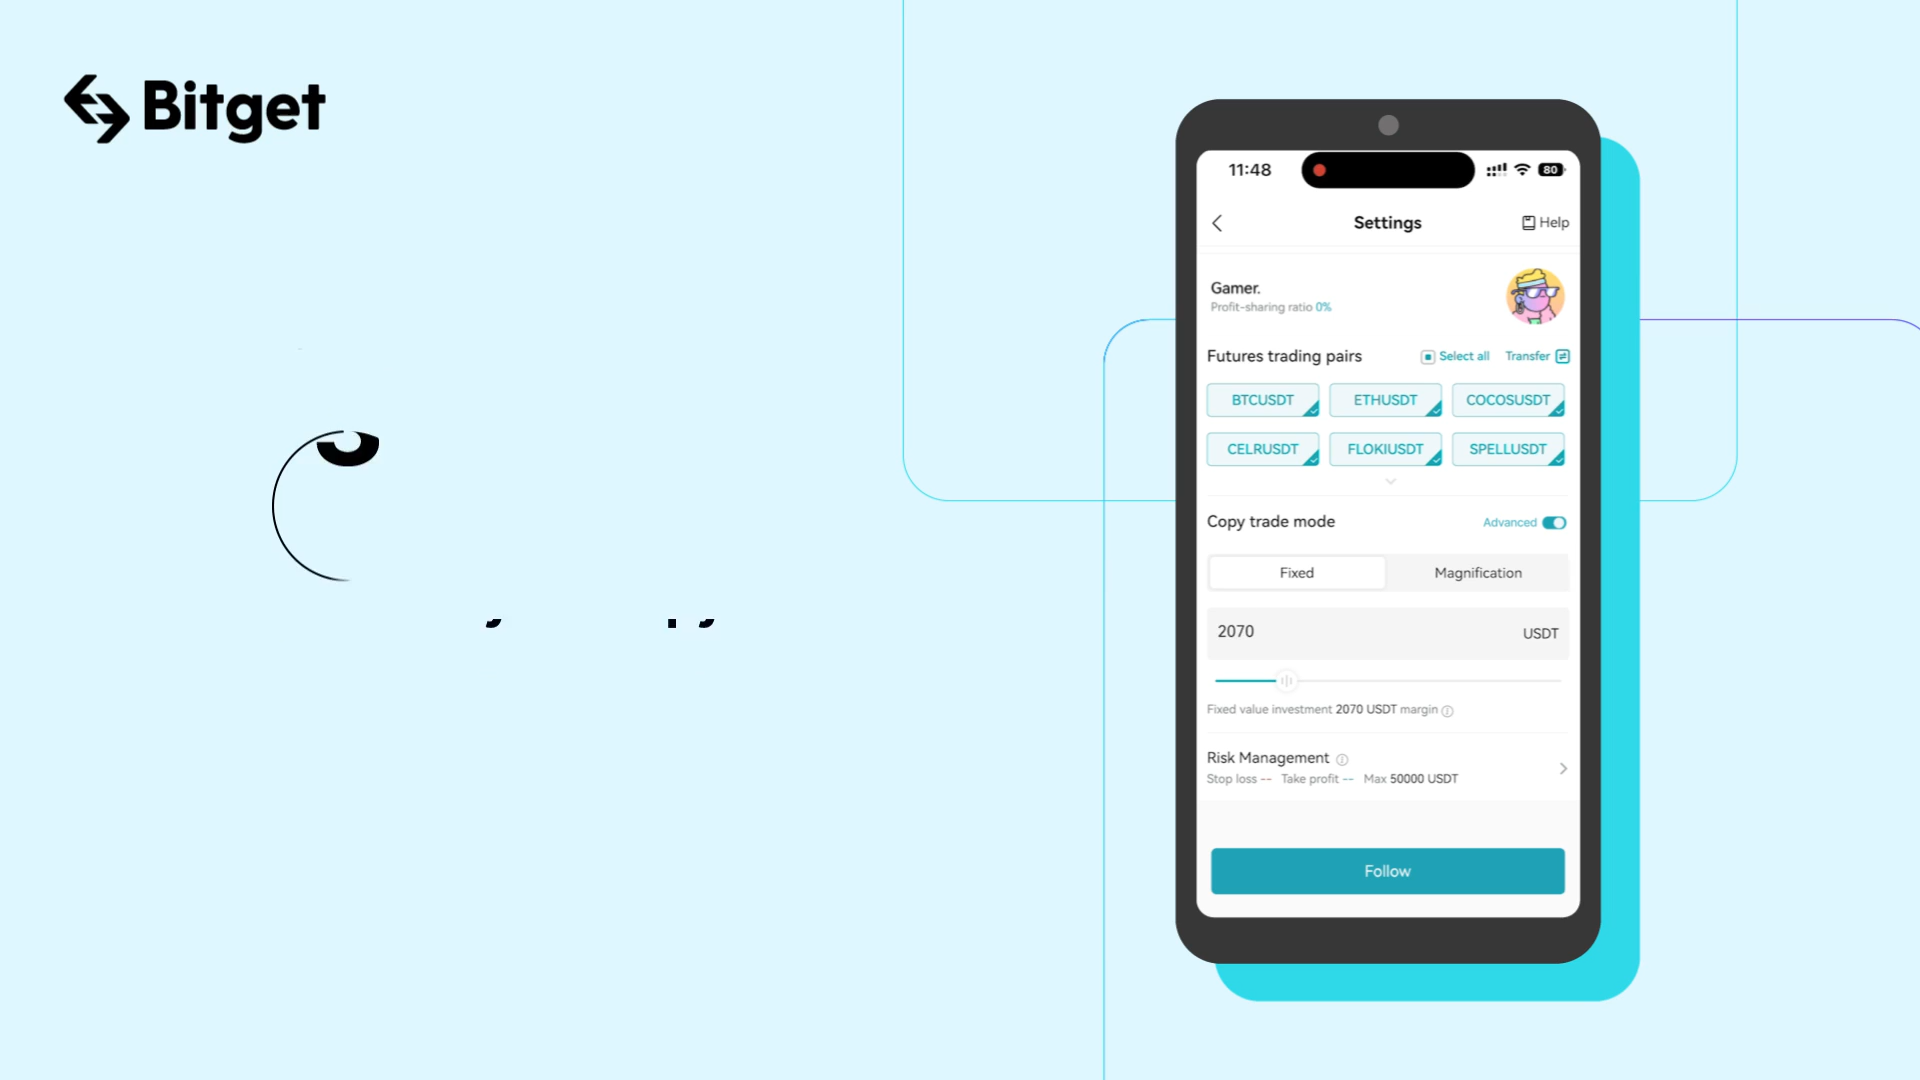 Bitget
11:48
80
Settings
Help
Gamer.
Profit-sharing ratio 0%
Futures trading pairs
Select all
Transfer
BTCUSDT
ETHUSDT
COCOSUSDT
CELRUSDT
FLOKIUSDT
SPELLUSDT
Copy trade mode
Advanced
Fixed
Magnification
2070
USDT
Fixed value investment 2070 USDT margin
Risk Management
Stop loss -- Take profit -- Max 50000 USDT
Follow